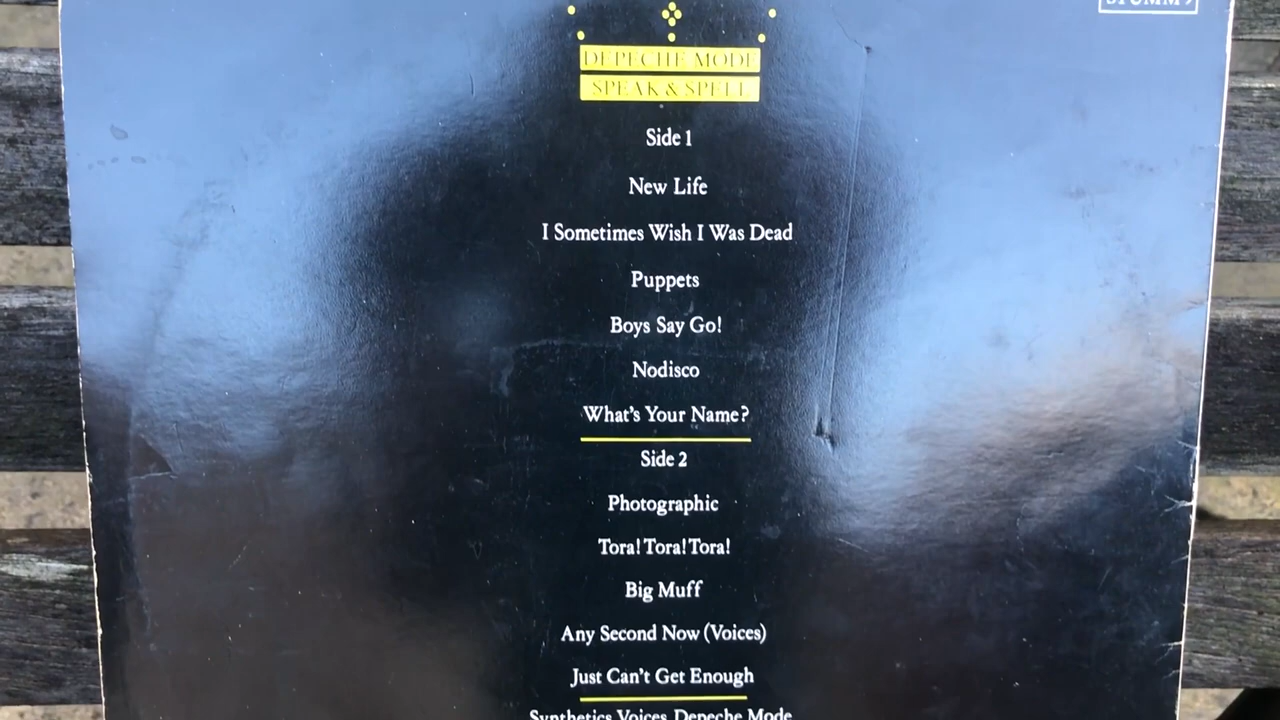 STUMM 5
DEPECHE MODE
SPEAK & SPELL
Side 1
New Life
I Sometimes Wish I Was Dead
Puppets
Boys Say Go!
Nodisco
What's Your Name?
Side 2
Photographic
Tora! Tora! Tora!
Big Muff
Any Second Now (Voices)
Just Can't Get Enough
Synthetics Voices Depeche Mode